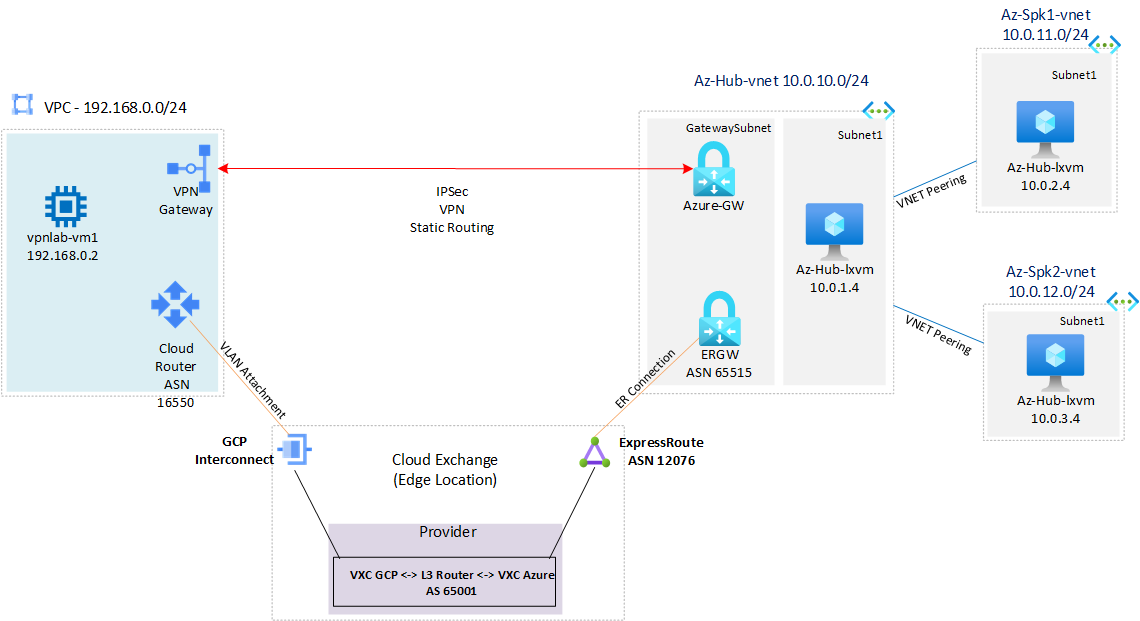 Az-Spk1-vnet
10.0.11.0/24
Subnet1
Az-Hub-lxvm
10.0.2.4
VPC - 192.168.0.0/24
Az-Hub-vnet 10.0.10.0/24
VPN
Gateway
vpnlab-vm1
192.168.0.2
Cloud
Router
ASN
16550
IPSec
VPN
Static Routing
GatewaySubnet
Azure-GW
ERGW
ASN 65515
Subnet1
Az-Hub-lxvm
10.0.1.4
VNET Peering
VNET Peering
Az-Spk2-vnet
10.0.12.0/24
Subnet1
Az-Hub-lxvm
10.0.3.4
VLAN Attachment
ER Connection
GCP
Interconnect
Cloud Exchange
(Edge Location)
ExpressRoute
ASN 12076
Provider
VXC GCP <-> L3 Router <-> VXC Azure
AS 65001